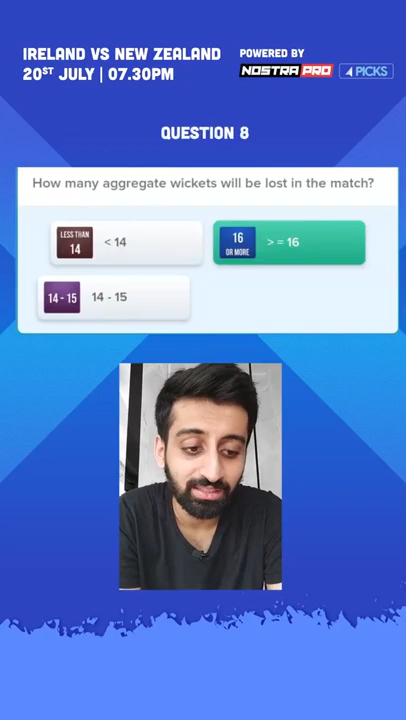 IRELAND VS NEW ZEALAND
20ST JULY | 07.30PM
POWERED BY
NOSTRA PRO
PICKS
QUESTION 8
How many aggregate wickets will be lost in the match?
LESS THAN
14
< 14
16
OR MORE
> = 16
14 - 15
14 - 15